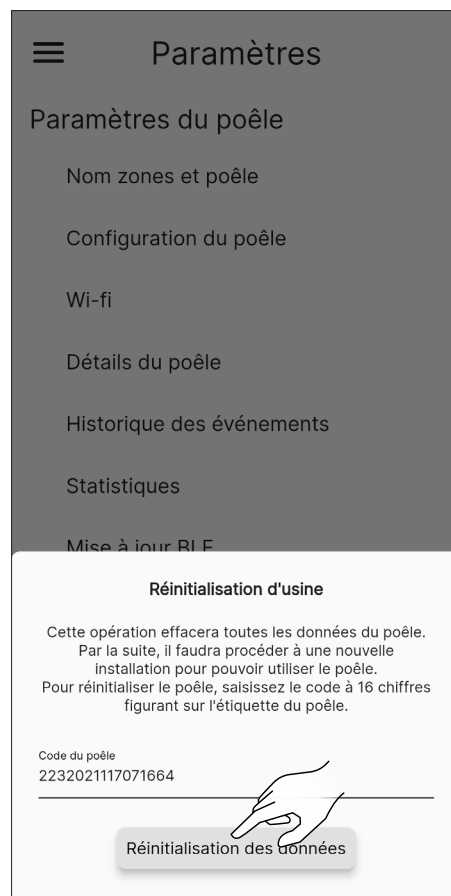 Paramètres
Paramètres du poêle
Nom zones et poêle
Configuration du poêle
Wi-fi
Détails du poêle
Historique des événements
Statistiques
Mise à jour BLE
Réinitialisation d'usine
Cette opération effacera toutes les données du poêle.
Par la suite, il faudra procéder à une nouvelle
installation pour pouvoir utiliser le poêle.
Pour réinitialiser le poêle, saisissez le code à 16 chiffres
figurant sur l'étiquette du poêle.
Code du poêle
2232021117071664
Réinitialisation des données